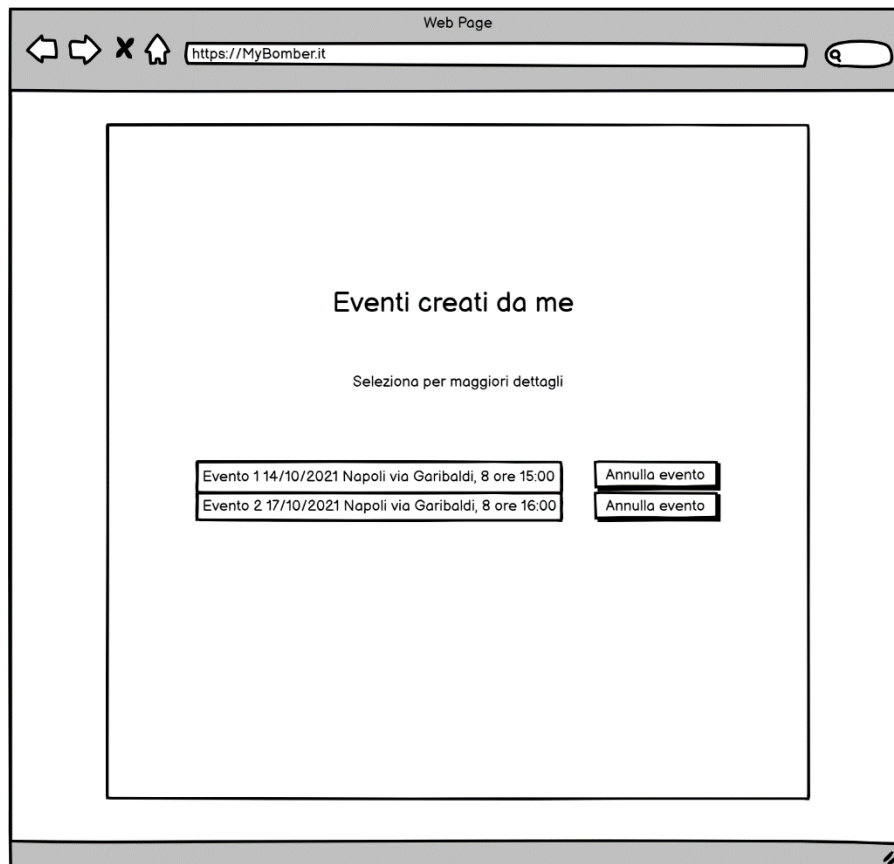 Web Page
https://MyBomber.it
Eventi creati da me
Seleziona per maggiori dettagli
Evento 1 14/10/2021 Napoli via Garibaldi, 8 ore 15:00
Annulla evento
Evento 2 17/10/2021 Napoli via Garibaldi, 8 ore 16:00
Annulla evento